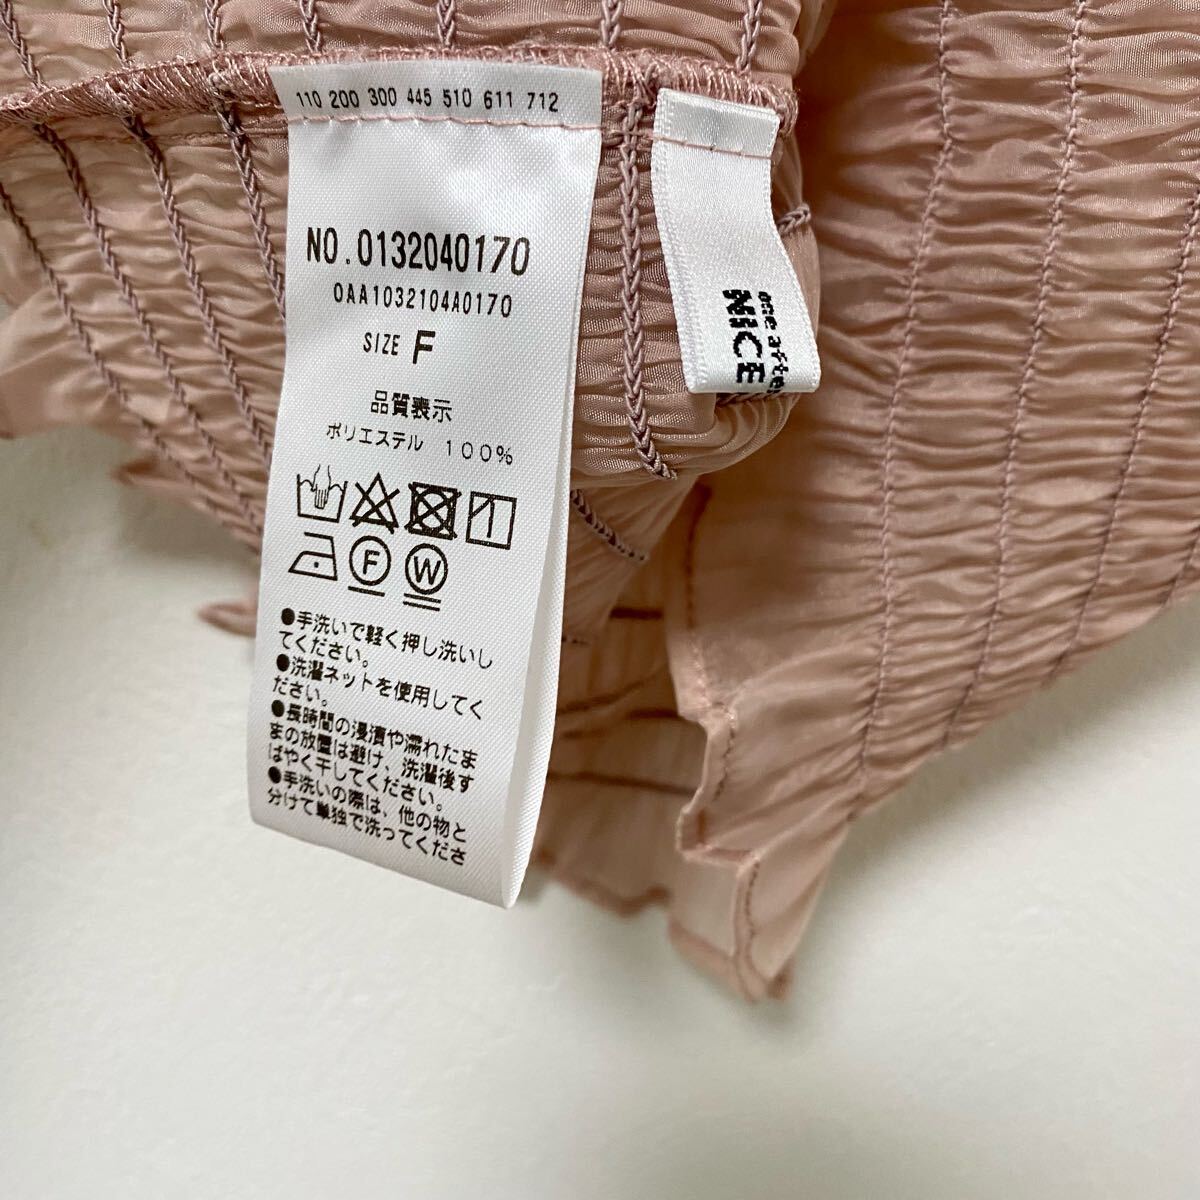 110 200 300 445 510 611 712
NO.0132040170
OAA1032104A0170
SIZE F
品質表示
ポリエステル 100%
F W
●手洗いで軽く押し洗いし
てください。
●洗濯ネットを使用してく
ださい。
●長時間の浸漬や濡れたま
まの放置は避け、洗濯後す
ばやく干してください。
●手洗いの際は、他の物と
分けて単独で洗ってくださ
one after
NICE